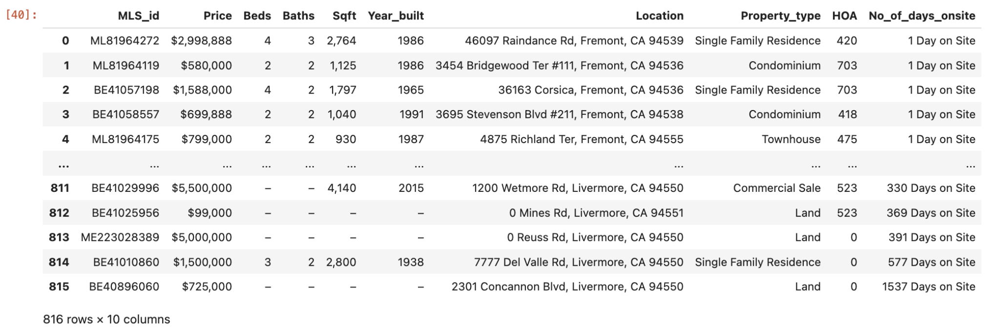 [40]:
MLS_id Price Beds Baths Sqft Year_built Location Property_type HOA No_of_days_onsite
0 ML81964272 $2,998,888 4 3 2,764 1986 46097 Raindance Rd, Fremont, CA 94539 Single Family Residence 420 1 Day on Site
1 ML81964119 $580,000 2 2 1,125 1986 3454 Bridgewood Ter #111, Fremont, CA 94536 Condominium 703 1 Day on Site
2 BE41057198 $1,588,000 4 2 1,797 1965 36163 Corsica, Fremont, CA 94536 Single Family Residence 703 1 Day on Site
3 BE41058557 $699,888 2 2 1,040 1991 3695 Stevenson Blvd #211, Fremont, CA 94538 Condominium 418 1 Day on Site
4 ML81964175 $799,000 2 2 930 1987 4875 Richland Ter, Fremont, CA 94555 Townhouse 475 1 Day on Site
... ... ... ... ... ... ... ... ... ... ...
811 BE41029996 $5,500,000 – – 4,140 2015 1200 Wetmore Rd, Livermore, CA 94550 Commercial Sale 523 330 Days on Site
812 BE41025956 $99,000 – – – – 0 Mines Rd, Livermore, CA 94551 Land 523 369 Days on Site
813 ME223028389 $5,000,000 – – – – 0 Reuss Rd, Livermore, CA 94550 Land 0 391 Days on Site
814 BE41010860 $1,500,000 3 2 2,800 1938 7777 Del Valle Rd, Livermore, CA 94550 Single Family Residence 0 577 Days on Site
815 BE40896060 $725,000 – – – – 2301 Concannon Blvd, Livermore, CA 94550 Land 0 1537 Days on Site
816 rows × 10 columns